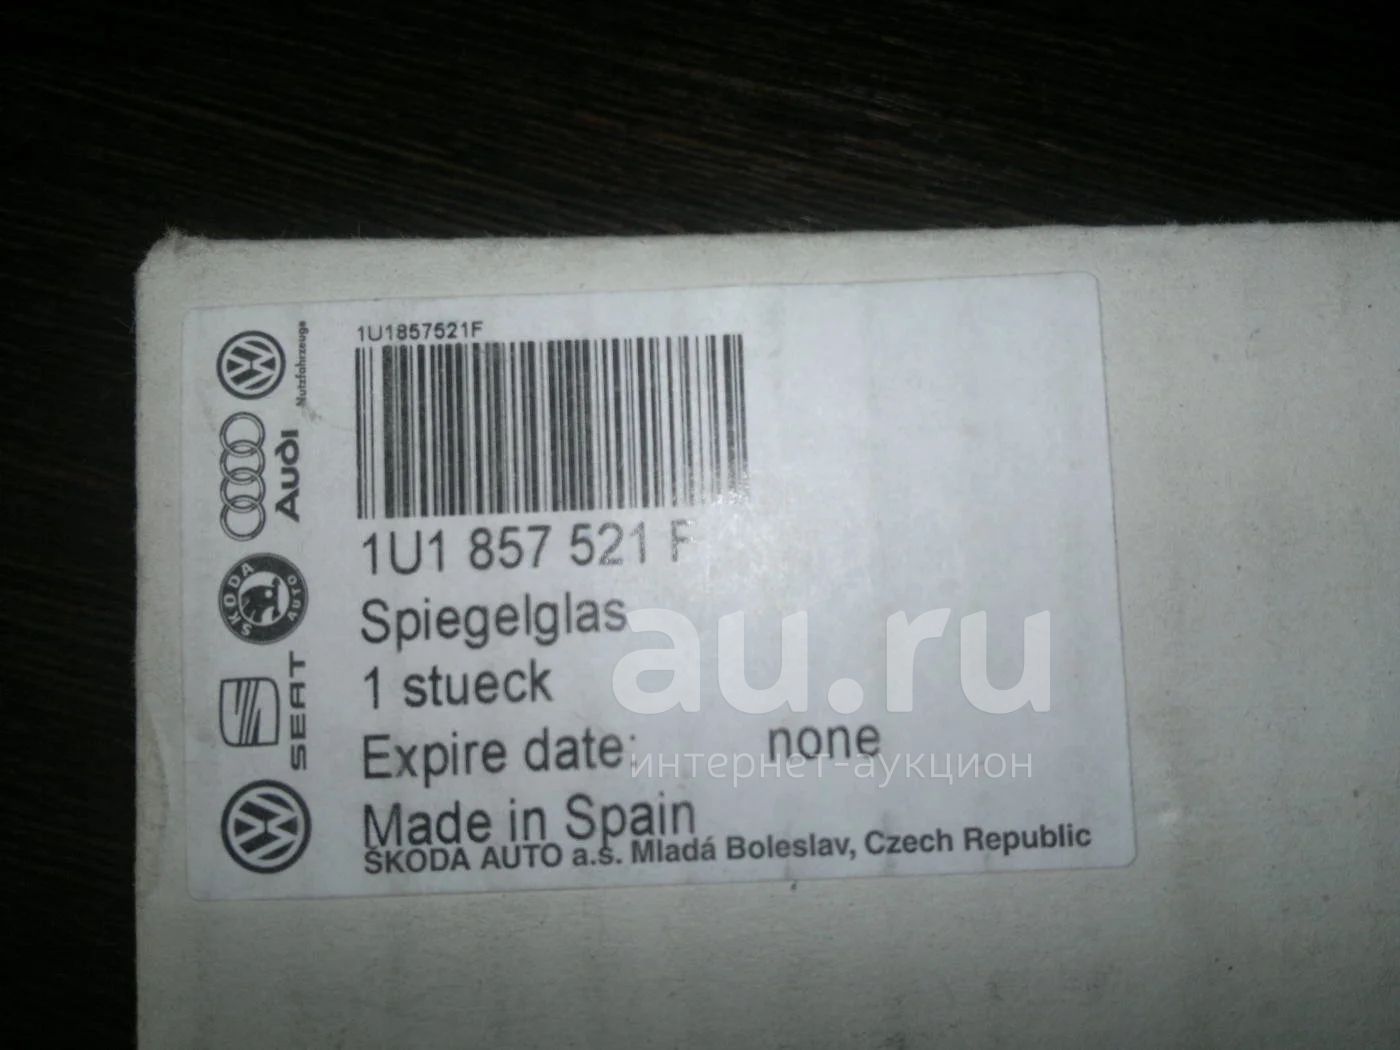 Nutzfahrzeuge
Audi
SKODA AUTO
SEAT
1U1857521F
1U1 857 521 F
Spiegelglas
1 stueck
Expire date: none
Made in Spain
ŠKODA AUTO a.s. Mladá Boleslav, Czech Republic
au.ru
интернет-аукцион